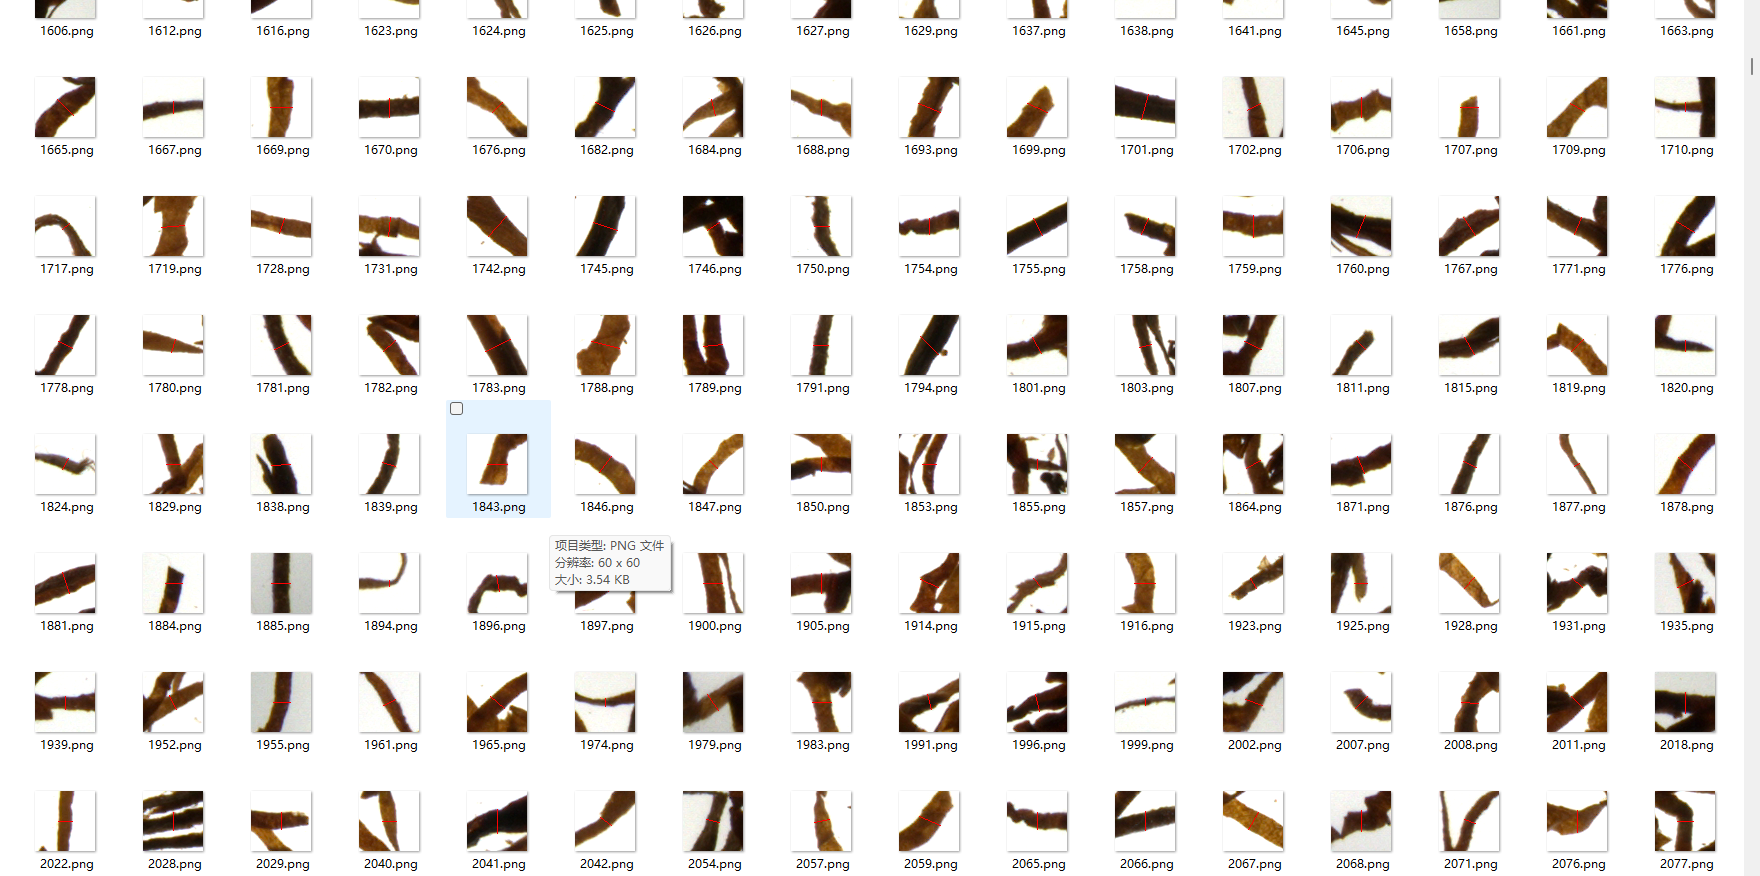 1606.png 1612.png 1616.png 1623.png 1624.png 1625.png 1626.png 1627.png 1629.png 1637.png 1638.png 1641.png 1645.png 1658.png 1661.png 1663.png
1665.png 1667.png 1669.png 1670.png 1676.png 1682.png 1684.png 1688.png 1693.png 1699.png 1701.png 1702.png 1706.png 1707.png 1709.png 1710.png
1717.png 1719.png 1728.png 1731.png 1742.png 1745.png 1746.png 1750.png 1754.png 1755.png 1758.png 1759.png 1760.png 1767.png 1771.png 1776.png
1778.png 1780.png 1781.png 1782.png 1783.png 1788.png 1789.png 1791.png 1794.png 1801.png 1803.png 1807.png 1811.png 1815.png 1819.png 1820.png
1824.png 1829.png 1838.png 1839.png 1843.png 1846.png 1847.png 1850.png 1853.png 1855.png 1857.png 1864.png 1871.png 1876.png 1877.png 1878.png
项目类型: PNG 文件
分辨率: 60 x 60
大小: 3.54 KB
1881.png 1884.png 1885.png 1894.png 1896.png 1897.png 1900.png 1905.png 1914.png 1915.png 1916.png 1923.png 1925.png 1928.png 1931.png 1935.png
1939.png 1952.png 1955.png 1961.png 1965.png 1974.png 1979.png 1983.png 1991.png 1996.png 1999.png 2002.png 2007.png 2008.png 2011.png 2018.png
2022.png 2028.png 2029.png 2040.png 2041.png 2042.png 2054.png 2057.png 2059.png 2065.png 2066.png 2067.png 2068.png 2071.png 2076.png 2077.png